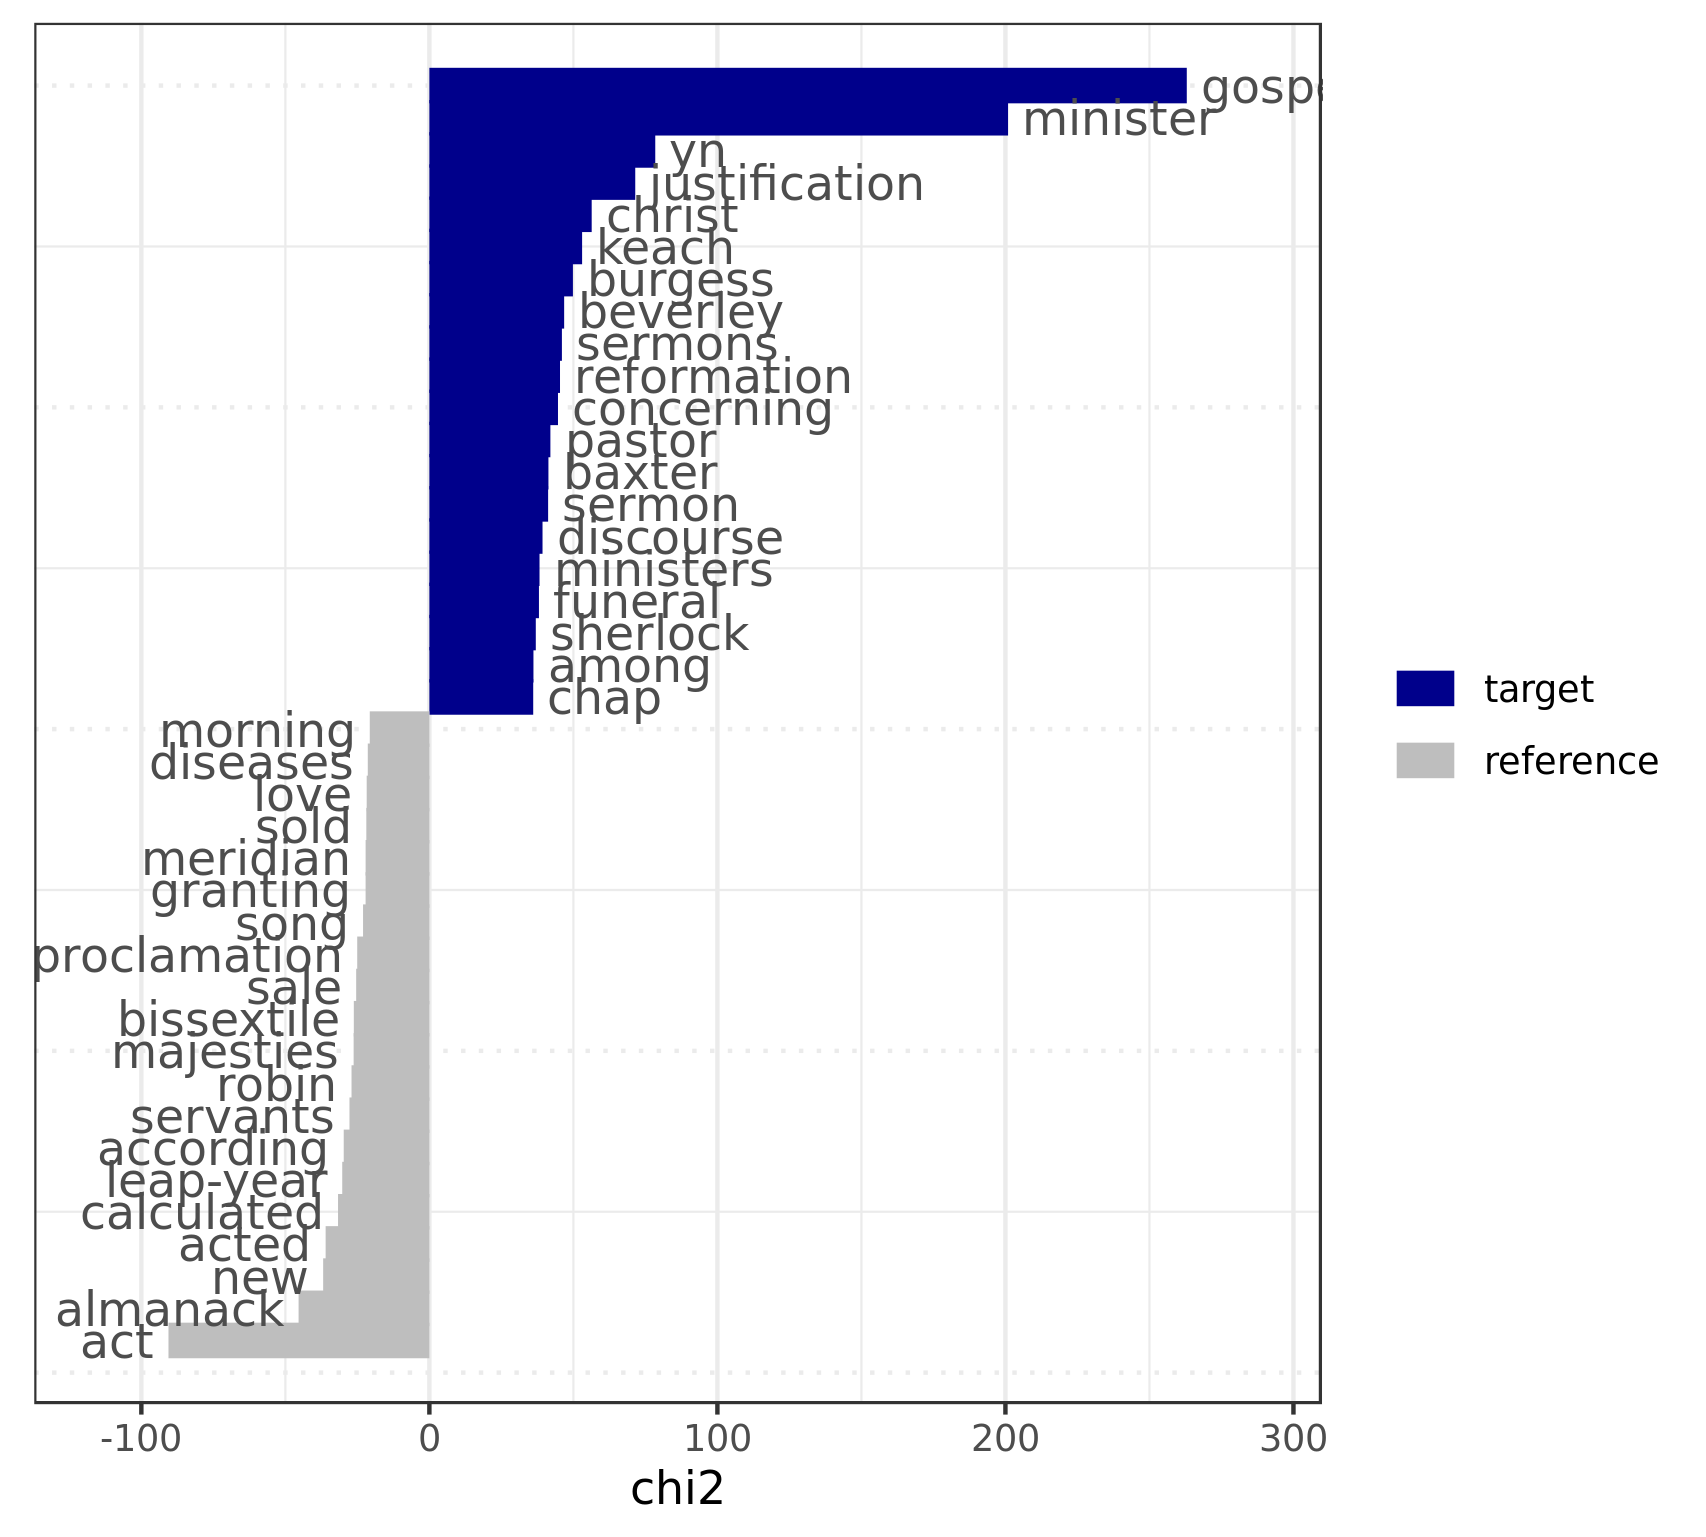 gospe
minister
yn
justification
christ
keach
burgess
beverley
sermons
reformation
concerning
pastor
baxter
sermon
discourse
ministers
funeral
sherlock
among
chap
morning
diseases
love
sold
meridian
granting
song
proclamation
sale
bissextile
majesties
robin
servants
according
leap-year
calculated
acted
new
almanack
act
target
reference
-100 0 100 200 300
chi2